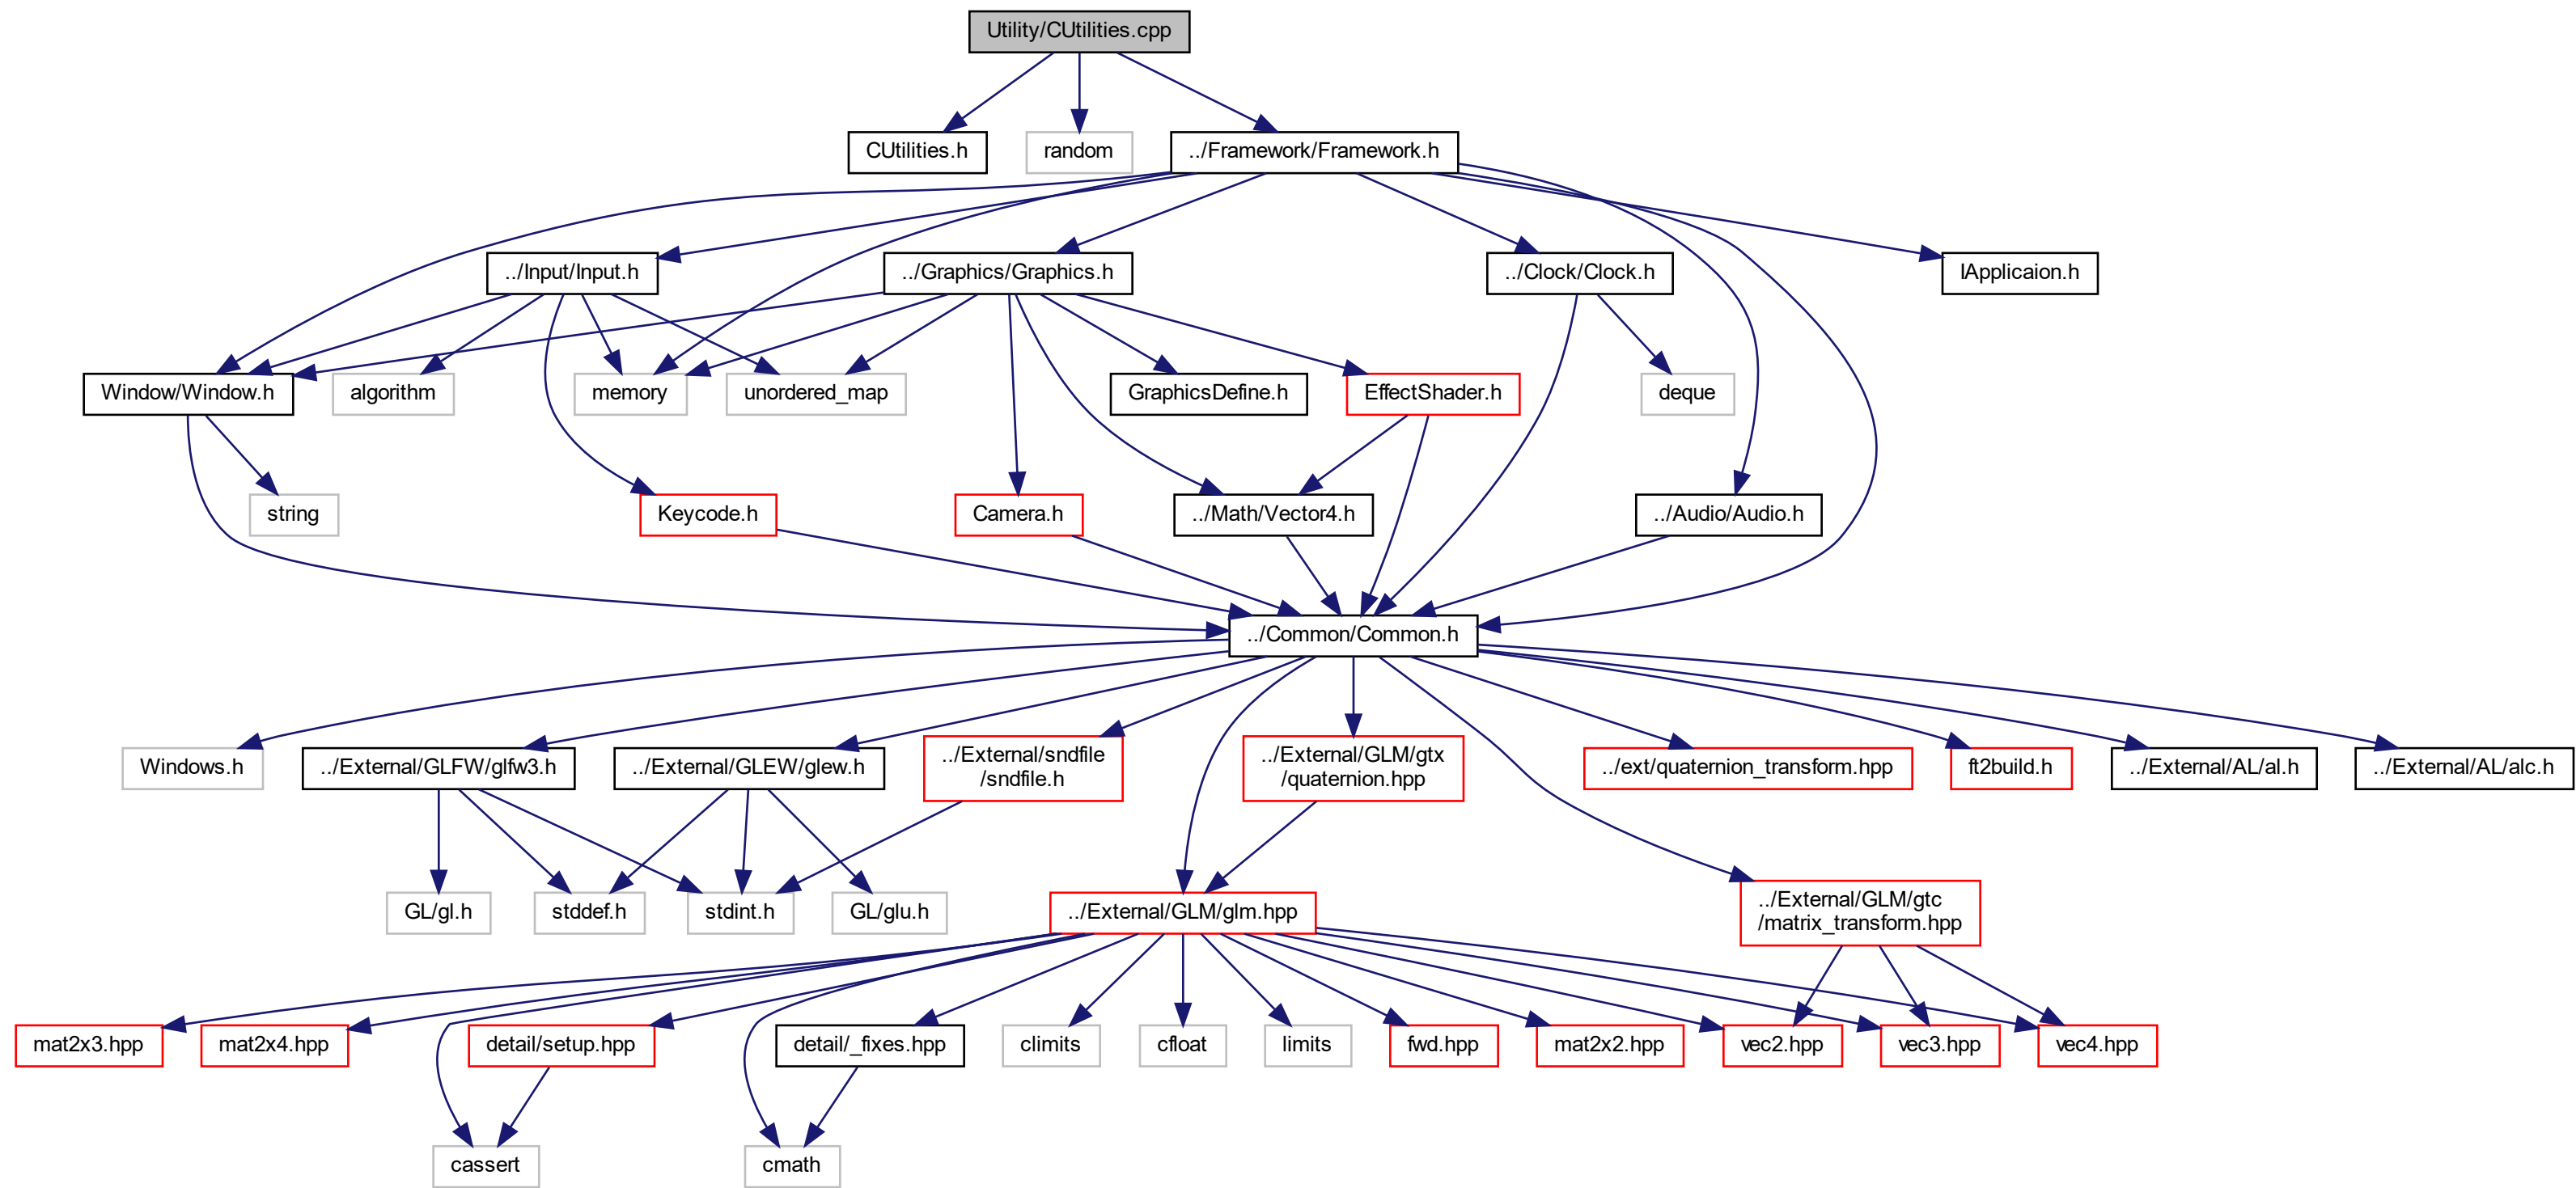 Utility/CUtilities.cpp
CUtilities.h
random
../Framework/Framework.h
../Input/Input.h
../Graphics/Graphics.h
../Clock/Clock.h
IApplicaion.h
Window/Window.h
algorithm
memory
unordered_map
GraphicsDefine.h
EffectShader.h
deque
string
Keycode.h
Camera.h
../Math/Vector4.h
../Audio/Audio.h
../Common/Common.h
Windows.h
../External/GLFW/glfw3.h
../External/GLEW/glew.h
../External/sndfile
/sndfile.h
../External/GLM/gtx
/quaternion.hpp
../ext/quaternion_transform.hpp
ft2build.h
../External/AL/al.h
../External/AL/alc.h
GL/gl.h
stddef.h
stdint.h
GL/glu.h
../External/GLM/glm.hpp
../External/GLM/gtc
/matrix_transform.hpp
mat2x3.hpp
mat2x4.hpp
detail/setup.hpp
detail/_fixes.hpp
climits
cfloat
limits
fwd.hpp
mat2x2.hpp
vec2.hpp
vec3.hpp
vec4.hpp
cassert
cmath